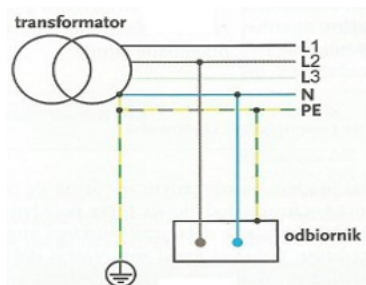 transformator
L1
L2
L3
N
PE
odbiornik